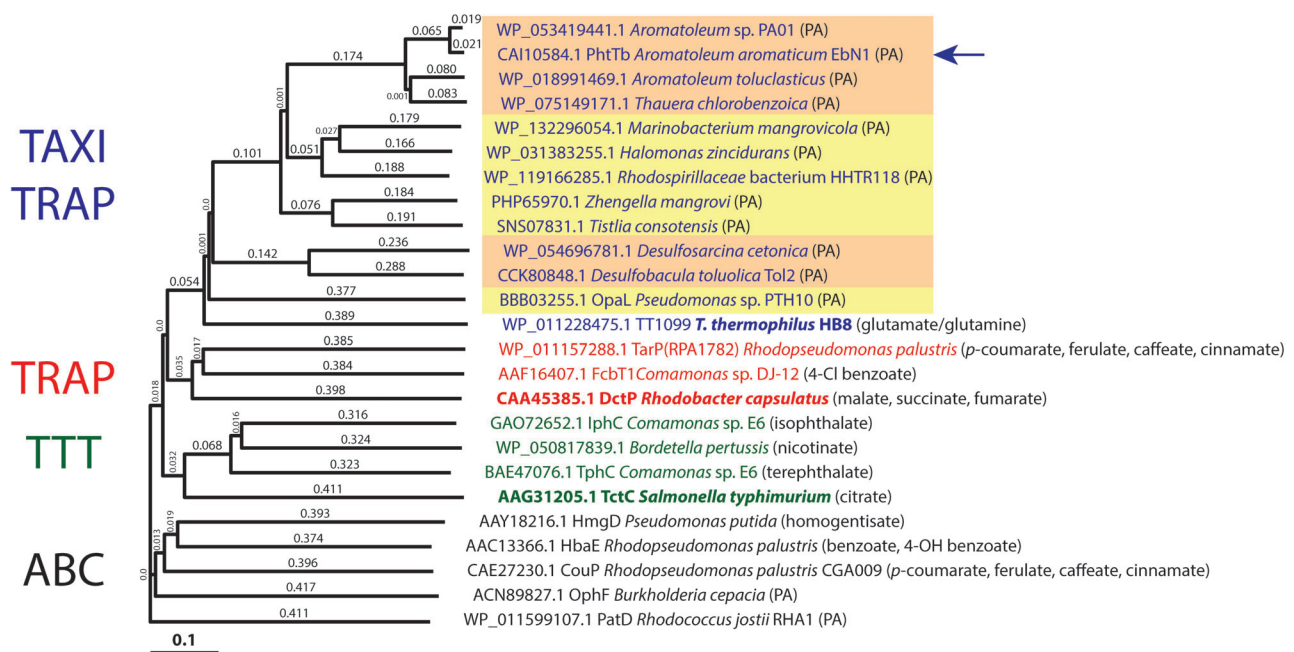 0.019
0.065
WP_053419441.1 Aromatoleum sp. PA01 (PA)
0.021
CAI10584.1 PhtTb Aromatoleum aromaticum EbN1 (PA)
0.174
0.080
WP_018991469.1 Aromatoleum toluclasticus (PA)
0.001
0.083
WP_075149171.1 Thauera chlorobenzoica (PA)
0.001
0.179
WP_132296054.1 Marinobacterium mangrovicola (PA)
0.027
TAXI
0.051
0.166
WP_031383255.1 Halomonas zincidurans (PA)
0.101
0.188
WP_119166285.1 Rhodospirillaceae bacterium HHTR118 (PA)
TRAP
0.076
0.184
PHP65970.1 Zhengella mangrovi (PA)
0.0
0.191
SNS07831.1 Tistlia consotensis (PA)
0.001
0.142
0.236
WP_054696781.1 Desulfosarcina cetonica (PA)
0.288
CCK80848.1 Desulfobacula toluolica Tol2 (PA)
0.054
0.377
BBB03255.1 OpaL Pseudomonas sp. PTH10 (PA)
0.0
0.389
WP_011228475.1 TT1099 T. thermophilus HB8 (glutamate/glutamine)
0.017
0.385
WP_011157288.1 TarP(RPA1782) Rhodopseudomonas palustris (p-coumarate, ferulate, caffeate, cinnamate)
TRAP
0.035
0.384
AAF16407.1 FcbT1Comamonas sp. DJ-12 (4-Cl benzoate)
0.018
0.398
CAA45385.1 DctP Rhodobacter capsulatus (malate, succinate, fumarate)
0.016
0.316
GAO72652.1 IphC Comamonas sp. E6 (isophthalate)
TTT
0.068
0.324
WP_050817839.1 Bordetella pertussis (nicotinate)
0.032
0.323
BAE47076.1 TphC Comamonas sp. E6 (terephthalate)
0.411
AAG31205.1 TctC Salmonella typhimurium (citrate)
0.019
0.393
AAY18216.1 HmgD Pseudomonas putida (homogentisate)
0.013
0.374
AAC13366.1 HbaE Rhodopseudomonas palustris (benzoate, 4-OH benzoate)
ABC
0.0
0.396
CAE27230.1 CouP Rhodopseudomonas palustris CGA009 (p-coumarate, ferulate, caffeate, cinnamate)
0.417
ACN89827.1 OphF Burkholderia cepacia (PA)
0.411
WP_011599107.1 PatD Rhodococcus jostii RHA1 (PA)
0.1